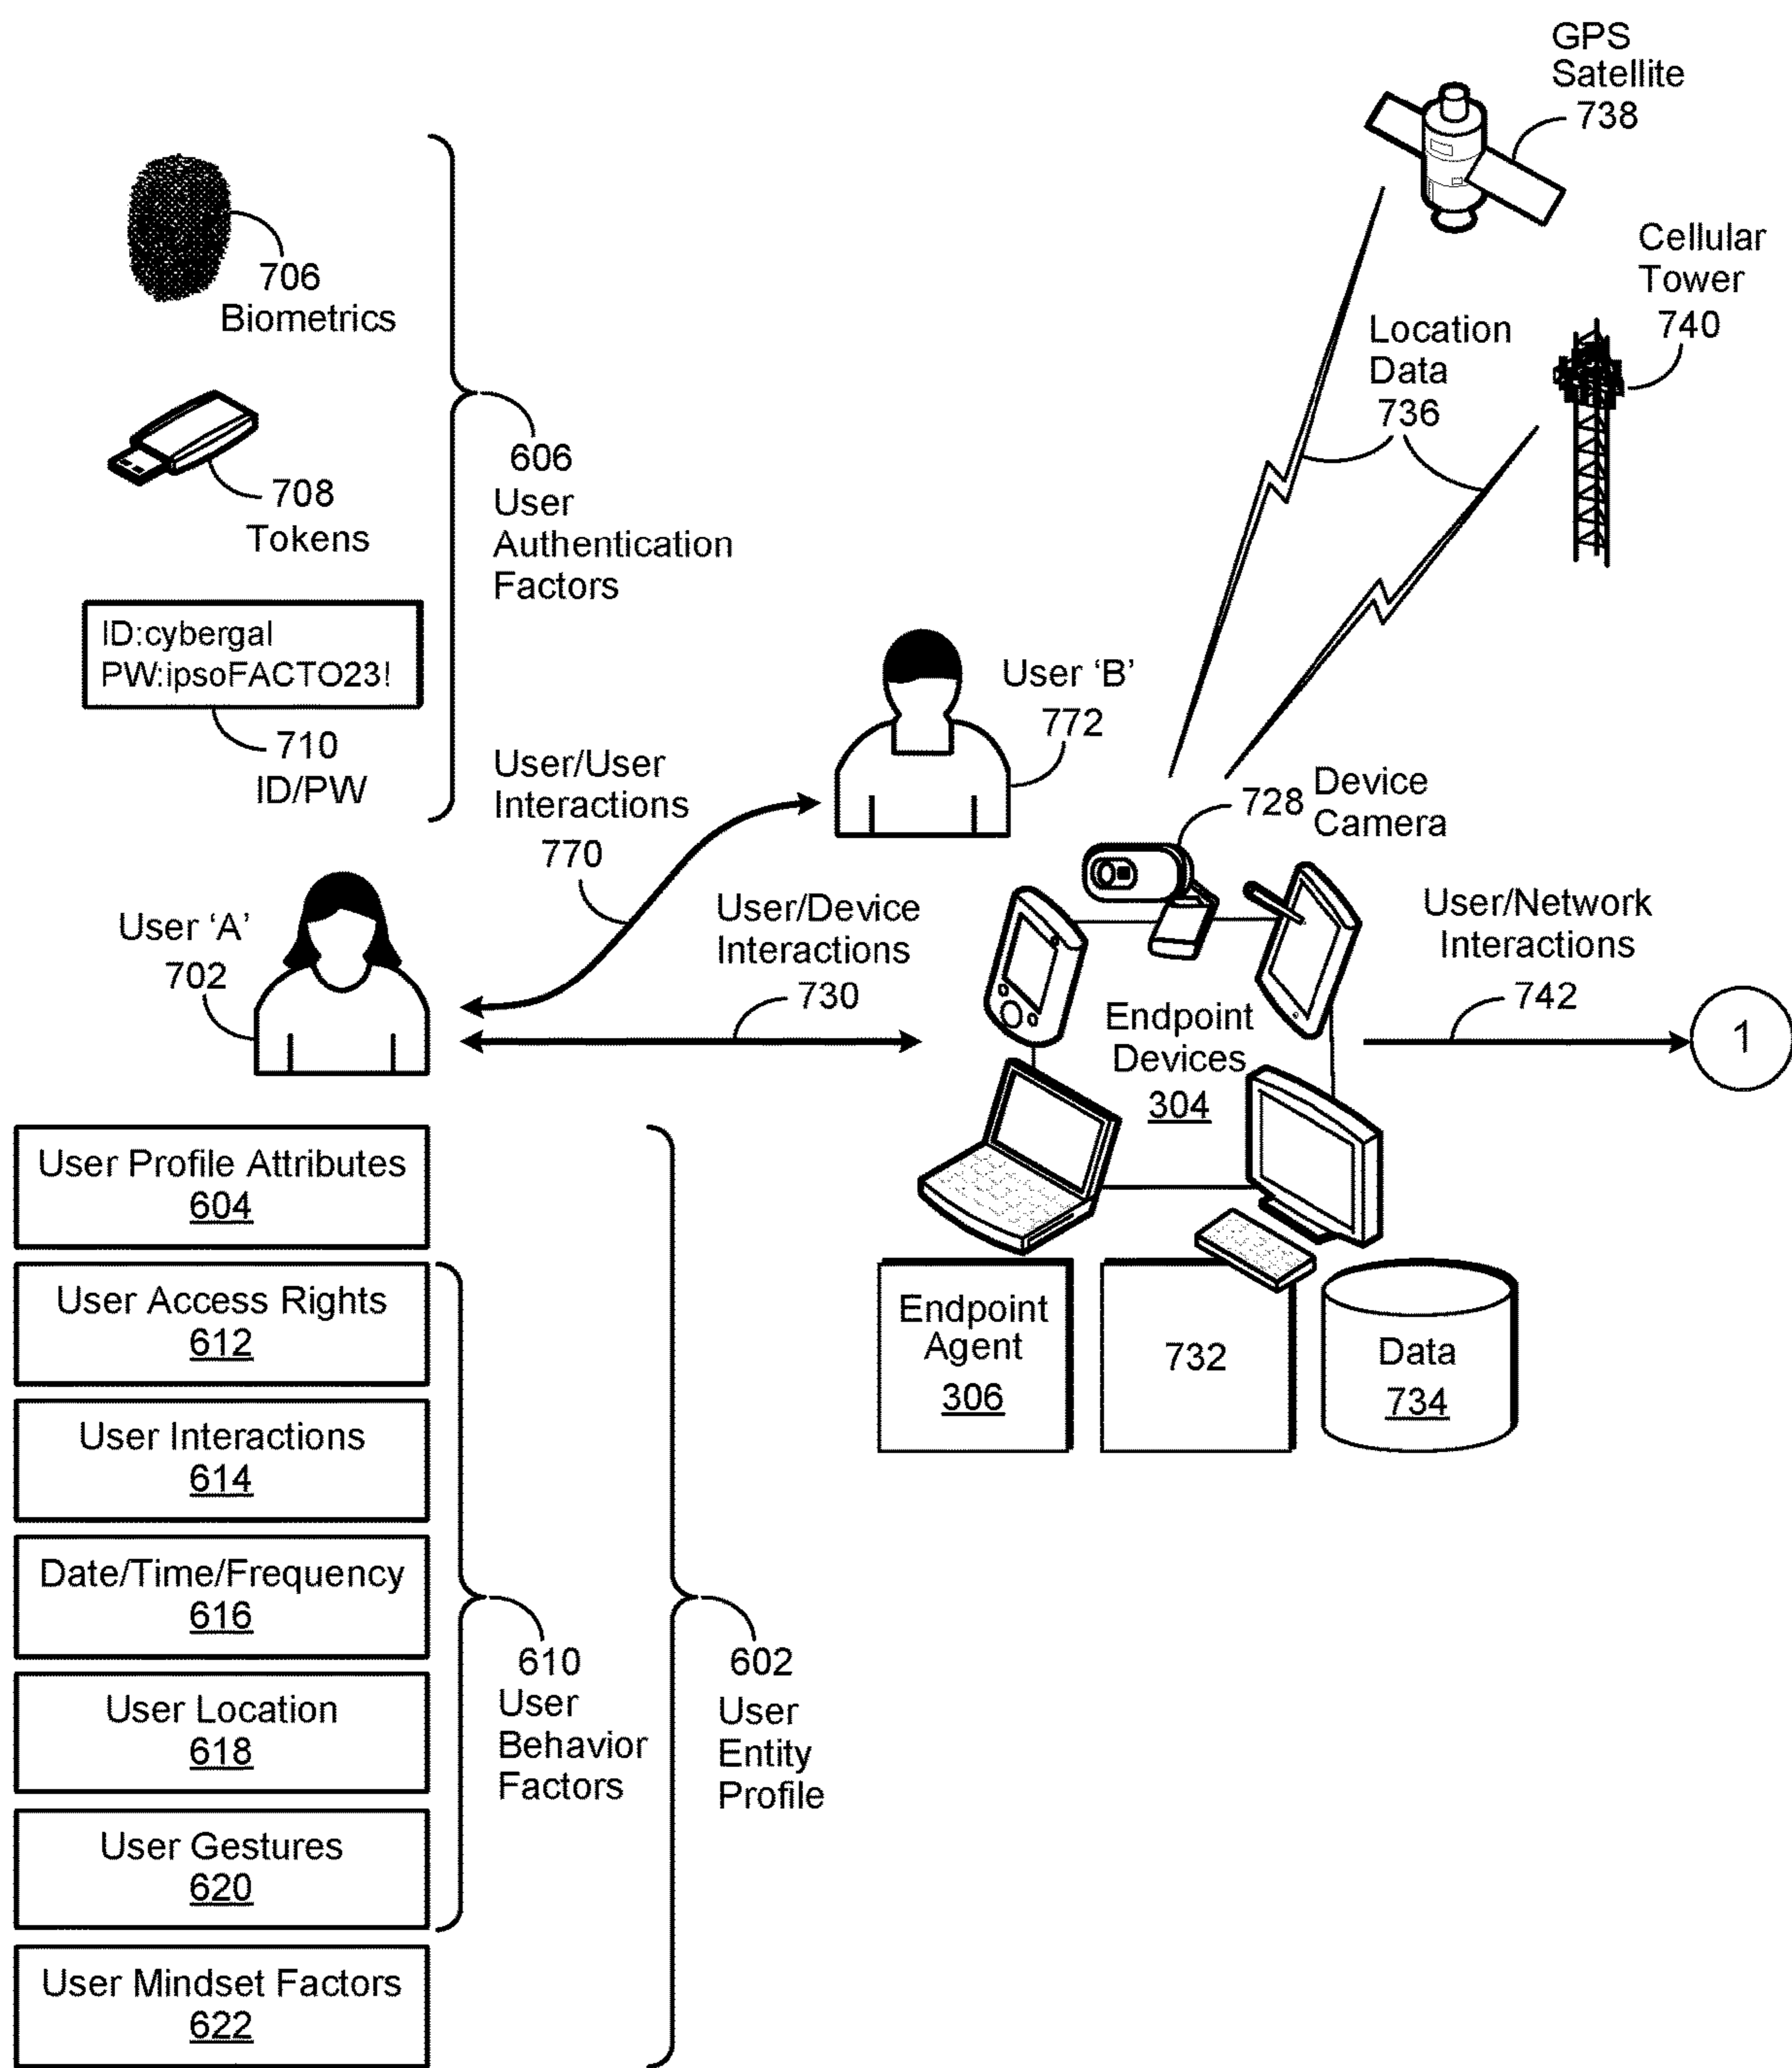 GPS
Satellite
738
Cellular
Tower
740
Location
Data
736
706
Biometrics
708
Tokens
ID:cybergal
PW:ipsoFACTO23!
710
ID/PW
606
User
Authentication
Factors
User 'B'
772
User/User
Interactions
770
728 Device
Camera
User 'A'
702
User/Device
Interactions
730
User/Network
Interactions
742
1
Endpoint
Devices
304
Endpoint
Agent
306
732
Data
734
User Profile Attributes
604
User Access Rights
612
User Interactions
614
Date/Time/Frequency
616
User Location
618
User Gestures
620
User Mindset Factors
622
610
User
Behavior
Factors
602
User
Entity
Profile